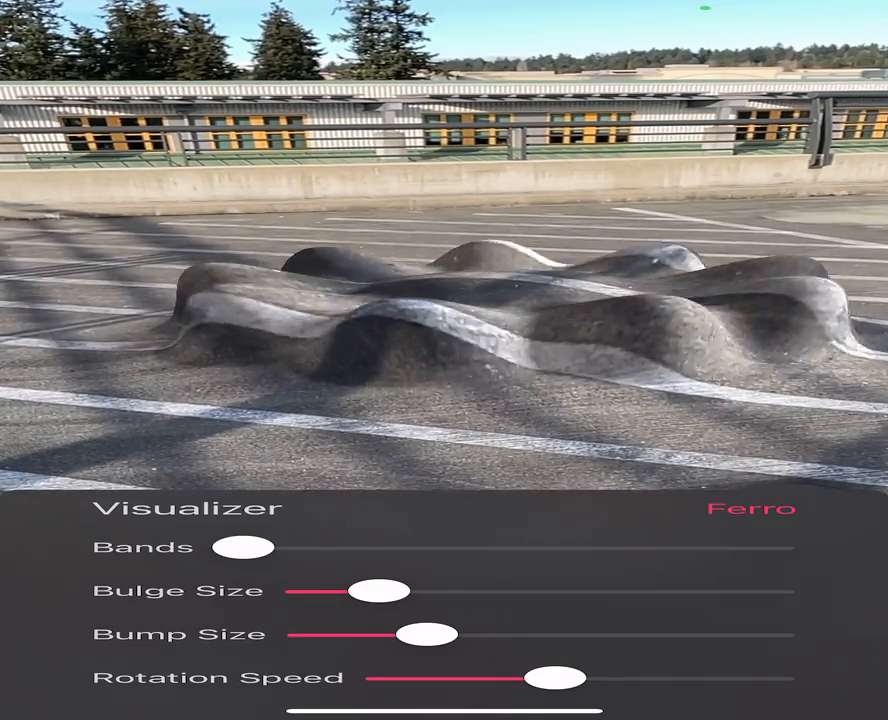 Visualizer Ferro
Bands
Bulge Size
Bump Size
Rotation Speed